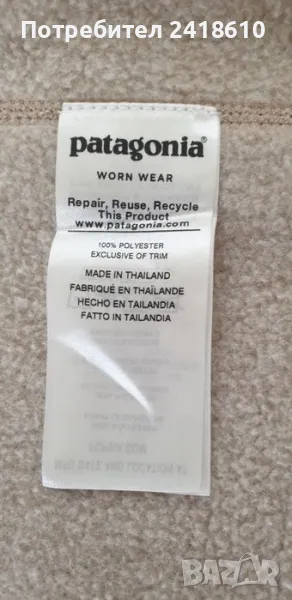 Потребител 2418610
patagonia®
WORN WEAR
Repair, Reuse, Recycle
This Product
www.patagonia.com
100% POLYESTER
EXCLUSIVE OF TRIM
MADE IN THAILAND
FABRIQUÉ EN THAÏLANDE
HECHO EN TAILANDIA
FATTO IN TAILANDIA
BAZAR